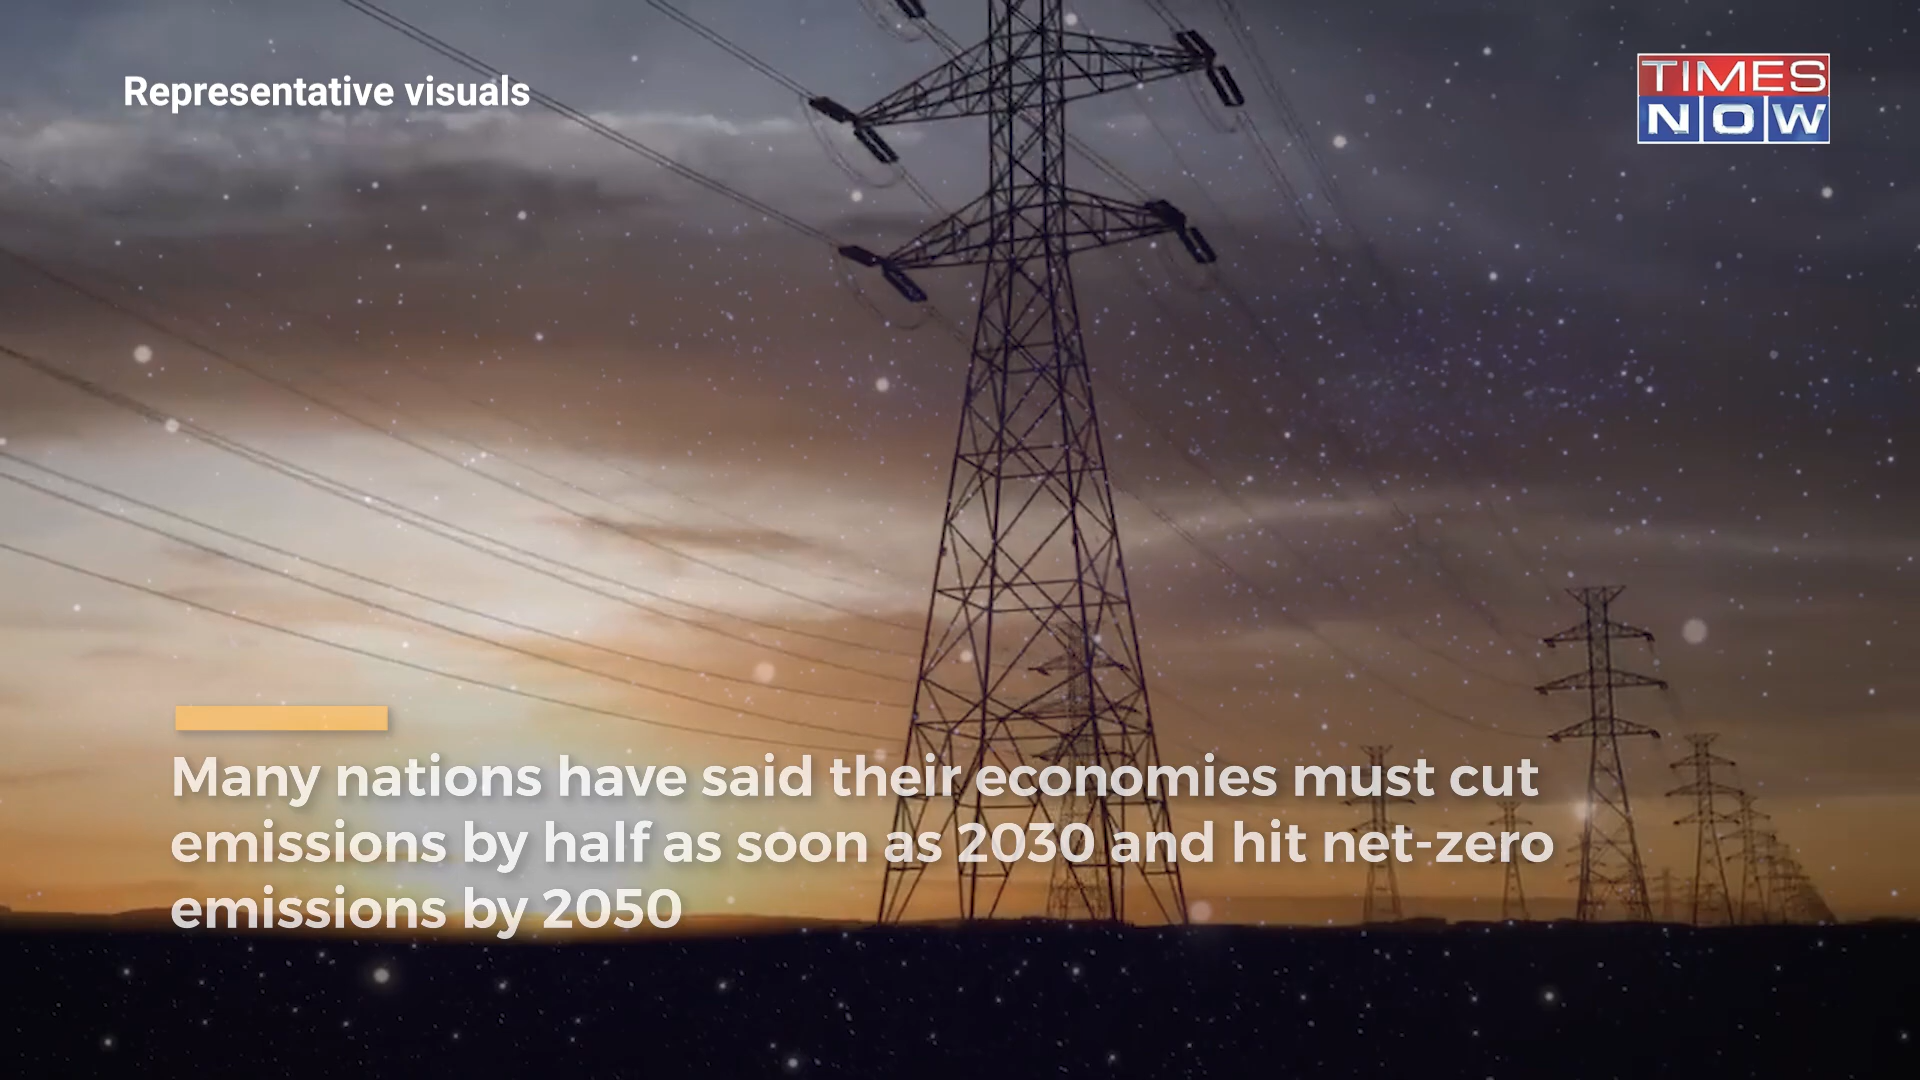 Representative visuals
TIMES
NOW
Many nations have said their economies must cut
emissions by half as soon as 2030 and hit net-zero
emissions by 2050